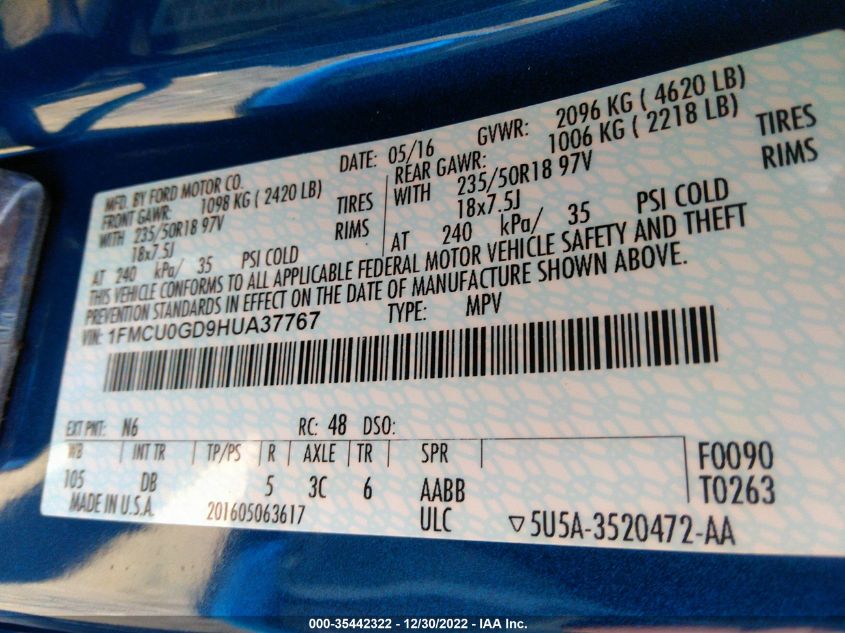 MFD. BY FORD MOTOR CO.
DATE: 05/16 GVWR: 2096 KG ( 4620 LB)
FRONT GAWR: 1098 KG ( 2420 LB)
REAR GAWR: 1006 KG ( 2218 LB)
WITH 235/50R18 97V TIRES
WITH 235/50R18 97V TIRES
18x7.5J RIMS
18x7.5J RIMS
AT 240 kPa/ 35 PSI COLD
AT 240 kPa/ 35 PSI COLD
THIS VEHICLE CONFORMS TO ALL APPLICABLE FEDERAL MOTOR VEHICLE SAFETY AND THEFT
PREVENTION STANDARDS IN EFFECT ON THE DATE OF MANUFACTURE SHOWN ABOVE.
VIN: 1FMCU0GD9HUA37767 TYPE: MPV
EXT PNT: N6 RC: 48 DSO:
WB INT TR TP/PS R AXLE TR SPR F0090
105 DB 5 3C 6 AABB T0263
MADE IN U.S.A. 201605063617 ULC ▽5U5A-3520472-AA
000-35442322 - 12/30/2022 - IAA Inc.